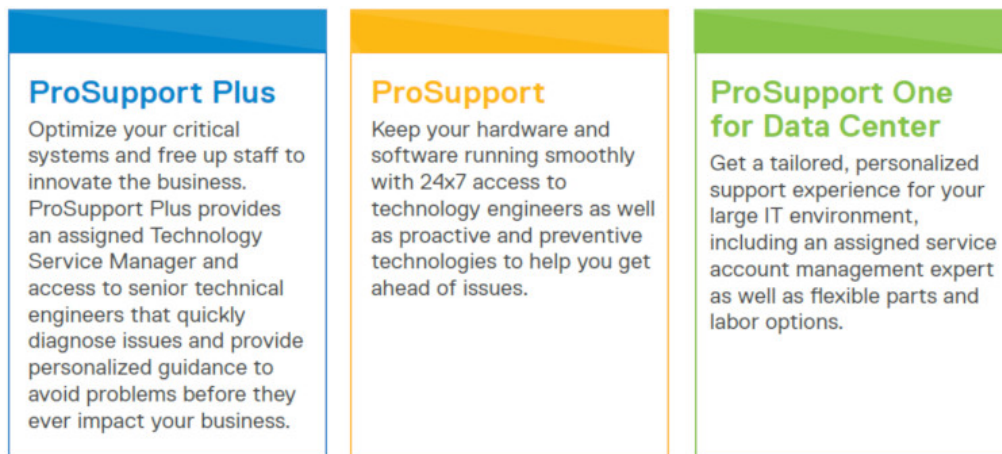 ProSupport Plus
Optimize your critical
systems and free up staff to
innovate the business.
ProSupport Plus provides
an assigned Technology
Service Manager and
access to senior technical
engineers that quickly
diagnose issues and provide
personalized guidance to
avoid problems before they
ever impact your business.
ProSupport
Keep your hardware and
software running smoothly
with 24x7 access to
technology engineers as well
as proactive and preventive
technologies to help you get
ahead of issues.
ProSupport One
for Data Center
Get a tailored, personalized
support experience for your
large IT environment,
including an assigned service
account management expert
as well as flexible parts and
labor options.